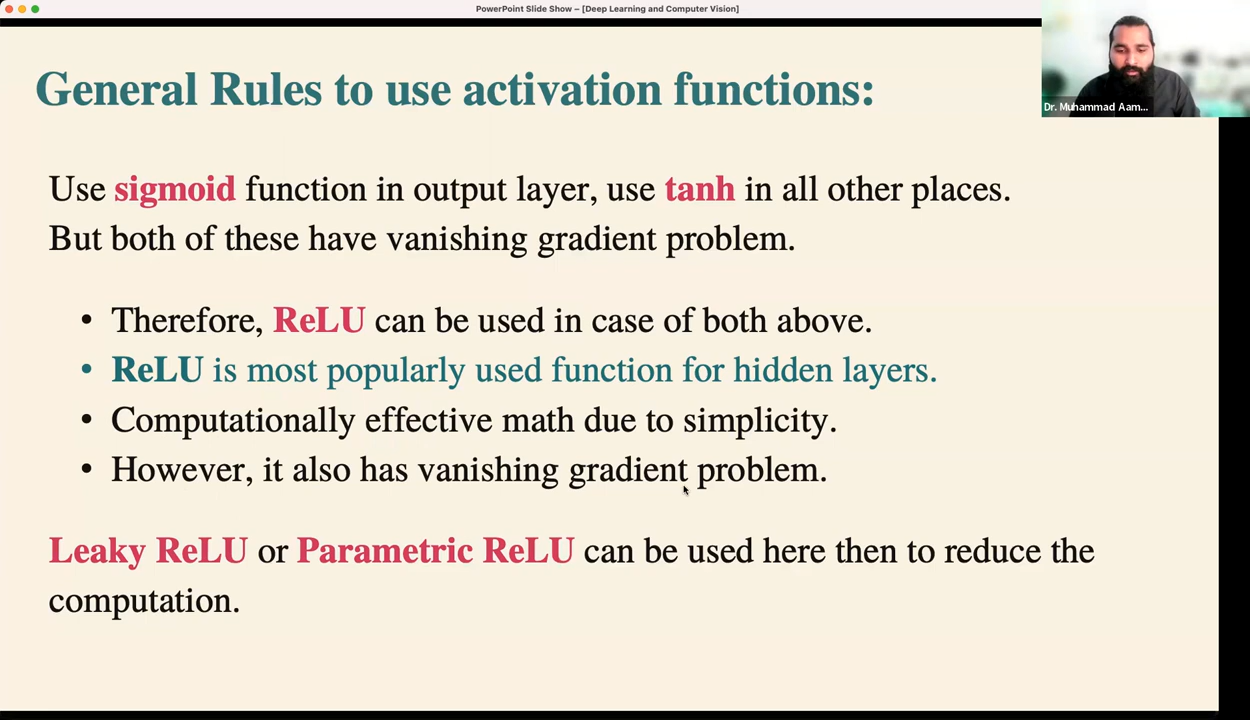 PowerPoint Slide Show – [Deep Learning and Computer Vision]
Dr. Muhammad Aam...
General Rules to use activation functions:
Use sigmoid function in output layer, use tanh in all other places.
But both of these have vanishing gradient problem.
• Therefore, ReLU can be used in case of both above.
• ReLU is most popularly used function for hidden layers.
• Computationally effective math due to simplicity.
• However, it also has vanishing gradient problem.
Leaky ReLU or Parametric ReLU can be used here then to reduce the
computation.